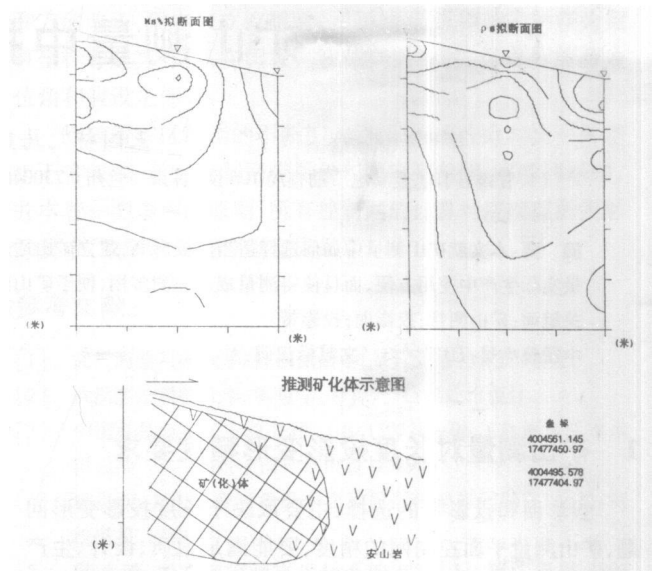 Ms%拟断面图
ρs拟断面图
(米)
(米)
(米)
(米)
推测矿化体示意图
坐标
4004561.145
17477450.97
4004495.578
17477404.97
矿(化)体
(米)
安山岩